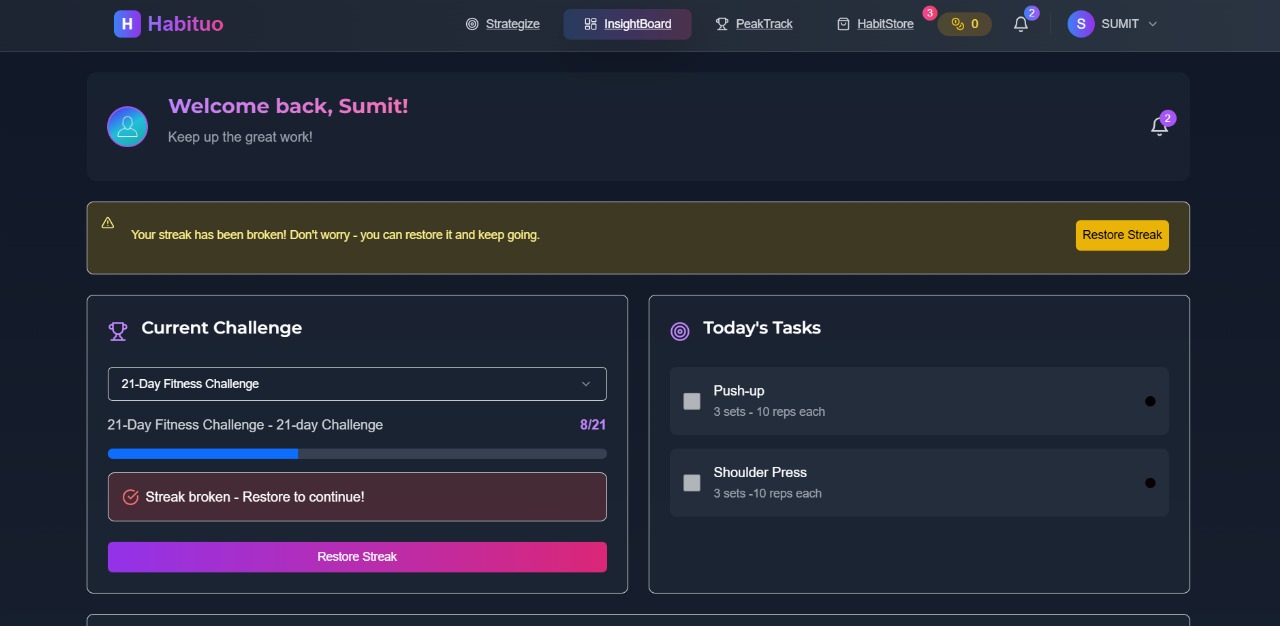 H Habituo
Strategize
InsightBoard
PeakTrack
HabitStore
3
0
2
S SUMIT
Welcome back, Sumit!
Keep up the great work!
2
Your streak has been broken! Don't worry - you can restore it and keep going.
Restore Streak
Current Challenge
21-Day Fitness Challenge
21-Day Fitness Challenge - 21-day Challenge 8/21
Streak broken - Restore to continue!
Restore Streak
Today's Tasks
Push-up
3 sets - 10 reps each
Shoulder Press
3 sets -10 reps each